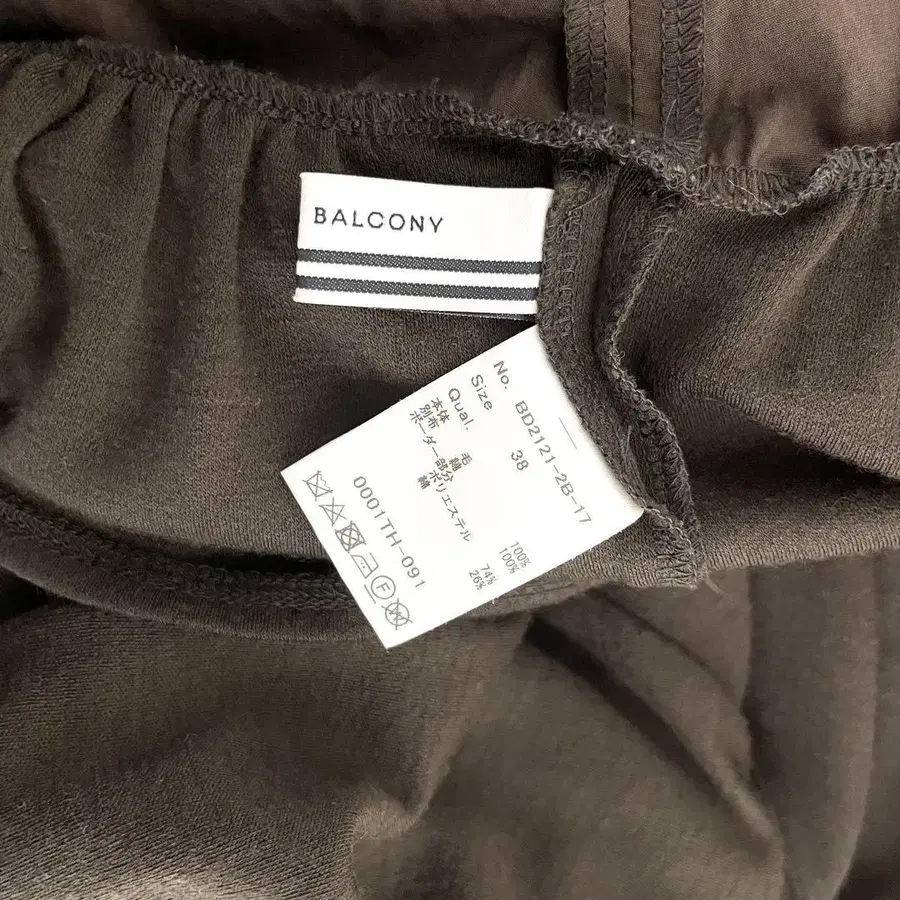 BALCONY
No. BD2121-2B-17
Size 38
Qual.
本体 毛 100%
別布 綿 100%
ボーダー部分
ポリエステル 74%
綿 26%
0001TH-091
F